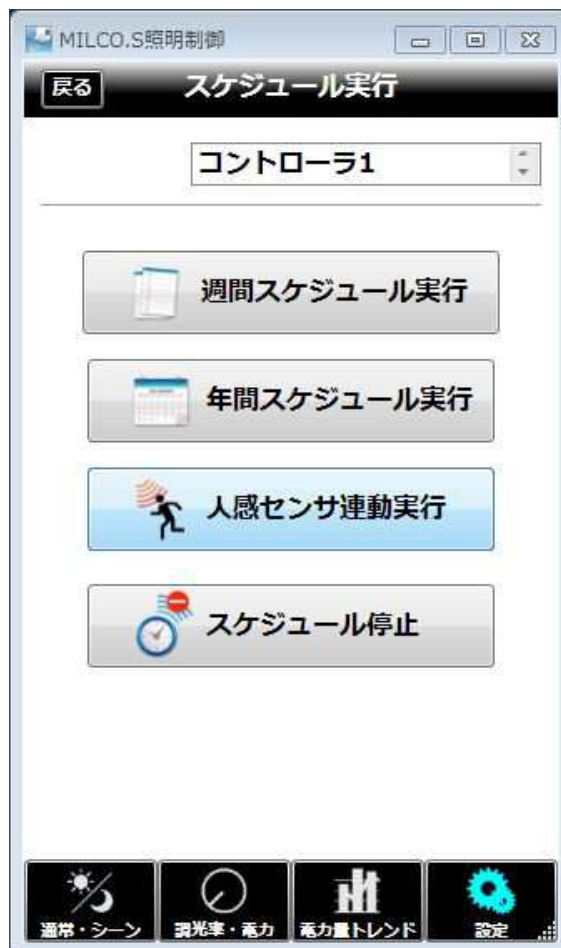 MILCO.S照明制御
戻る スケジュール実行
コントローラ1
週間スケジュール実行
年間スケジュール実行
人感センサ連動実行
スケジュール停止
通常・シーン 調光率・電力 電力量トレンド 設定